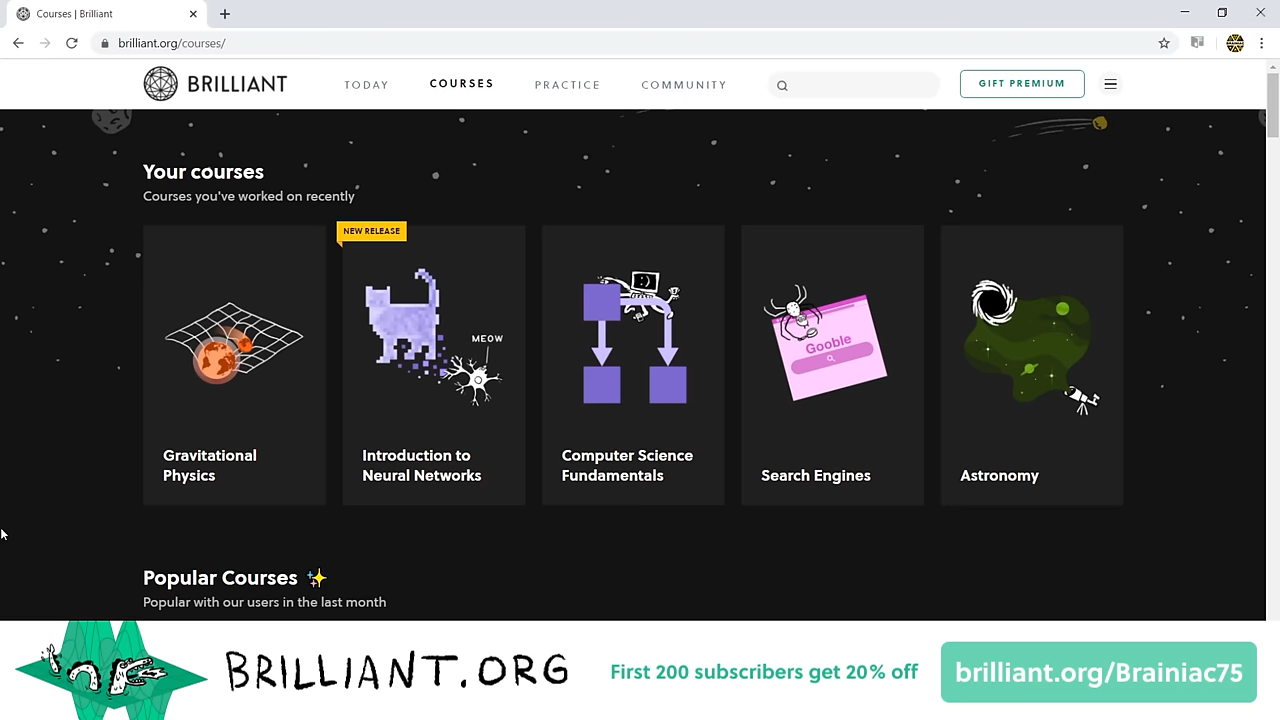 Courses | Brilliant
brilliant.org/courses/
BRILLIANT
TODAY
COURSES
PRACTICE
COMMUNITY
GIFT PREMIUM
Your courses
Courses you've worked on recently
NEW RELEASE
MEOW
Gooble
Gravitational
Physics
Introduction to
Neural Networks
Computer Science
Fundamentals
Search Engines
Astronomy
Popular Courses ✨
Popular with our users in the last month
BRILLIANT.ORG
First 200 subscribers get 20% off
brilliant.org/Brainiac75